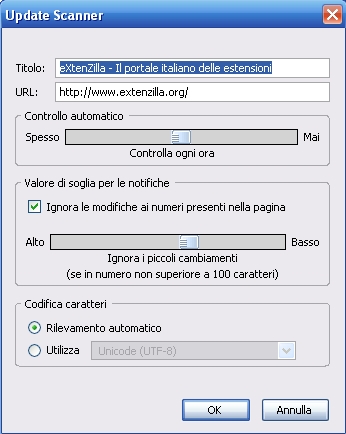 Update Scanner
Titolo: eXtenZilla - Il portale italiano delle estensioni
URL: http://www.extenzilla.org/
Controllo automatico
Spesso Mai
Controlla ogni ora
Valore di soglia per le notifiche
Ignora le modifiche ai numeri presenti nella pagina
Alto Basso
Ignora i piccoli cambiamenti
(se in numero non superiore a 100 caratteri)
Codifica caratteri
Rilevamento automatico
Utilizza Unicode (UTF-8)
OK Annulla